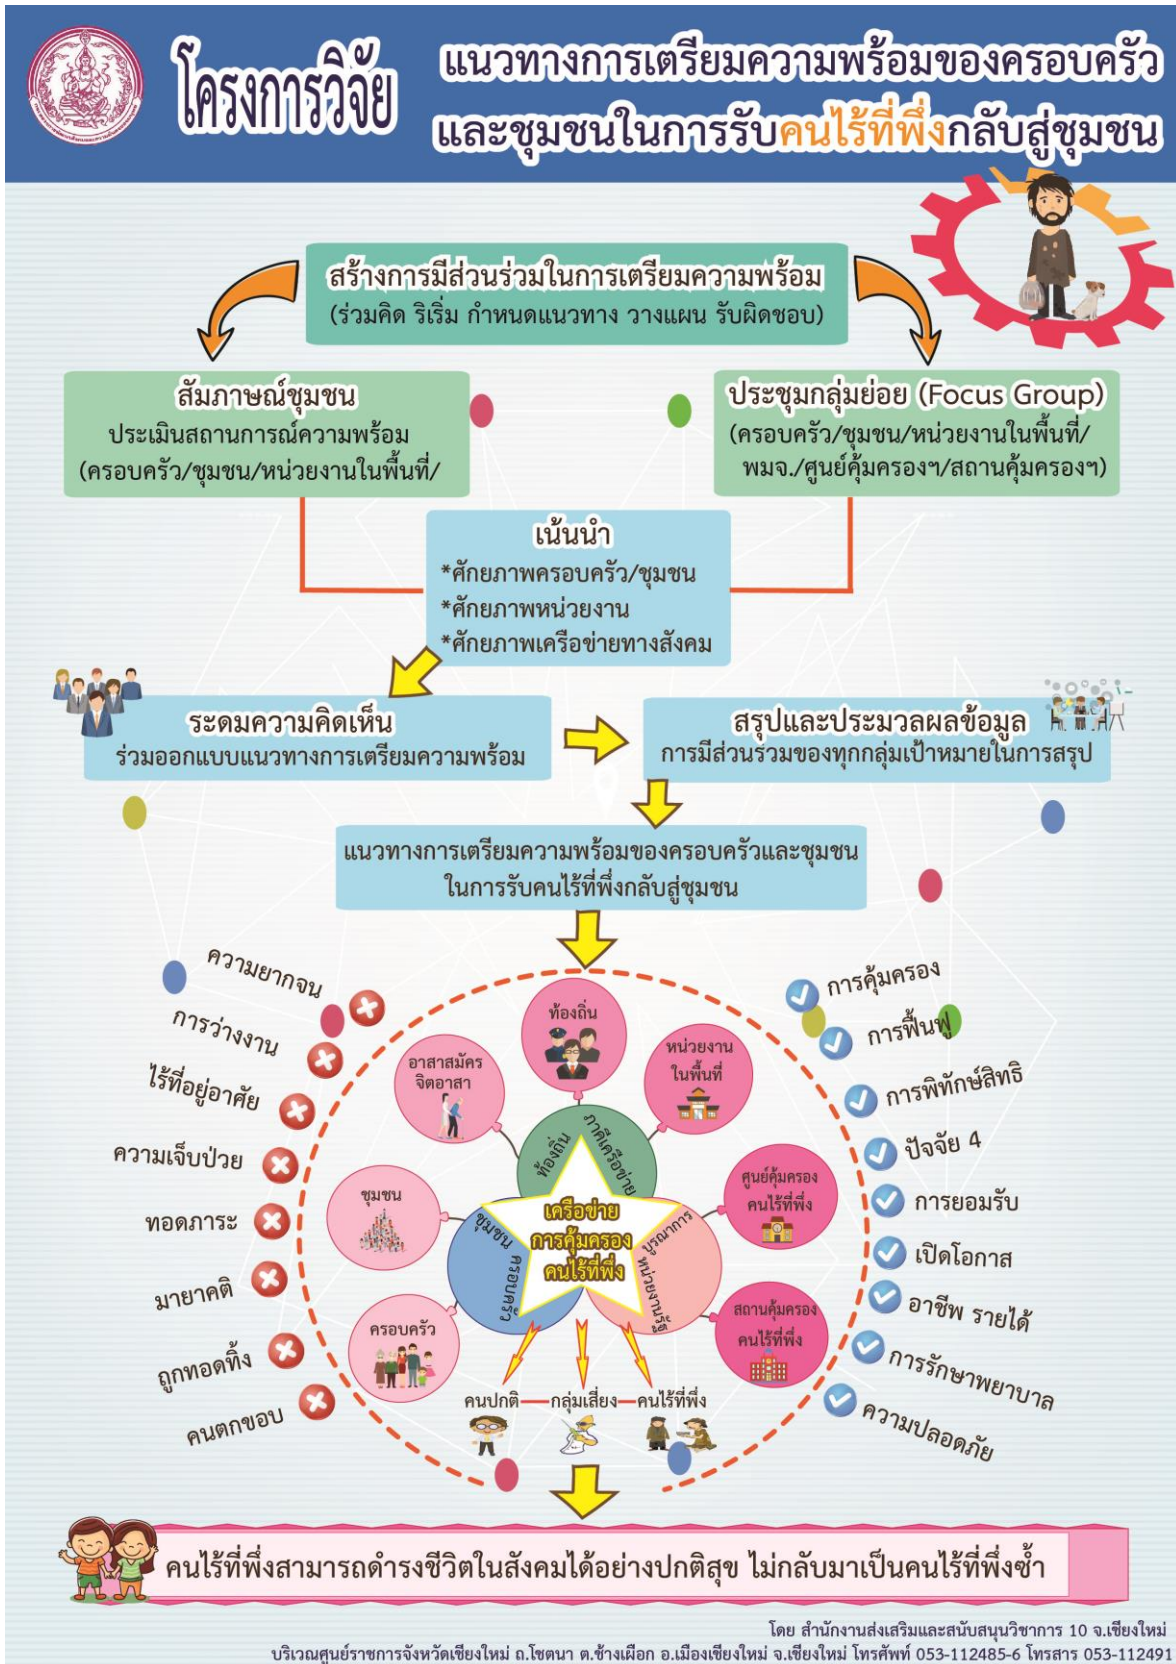 โครงการวิจัย
แนวทางการเตรียมความพร้อมของครอบครัว
และชุมชนในการรับคนไร้ที่พึ่งกลับสู่ชุมชน
สร้างการมีส่วนร่วมในการเตรียมความพร้อม
(ร่วมคิด ริเริ่ม กำหนดแนวทาง วางแผน รับผิดชอบ)
สัมภาษณ์ชุมชน
ประเมินสถานการณ์ความพร้อม
(ครอบครัว/ชุมชน/หน่วยงานในพื้นที่/
ประชุมกลุ่มย่อย (Focus Group)
(ครอบครัว/ชุมชน/หน่วยงานในพื้นที่/
พมจ./ศูนย์คุ้มครองฯ/สถานคุ้มครองฯ)
เน้นนำ
*ศักยภาพครอบครัว/ชุมชน
*ศักยภาพหน่วยงาน
*ศักยภาพเครือข่ายทางสังคม
ระดมความคิดเห็น
ร่วมออกแบบแนวทางการเตรียมความพร้อม
สรุปและประมวลผลข้อมูล
การมีส่วนร่วมของทุกกลุ่มเป้าหมายในการสรุป
แนวทางการเตรียมความพร้อมของครอบครัวและชุมชน
ในการรับคนไร้ที่พึ่งกลับสู่ชุมชน
ความยากจน
การว่างงาน
ไร้ที่อยู่อาศัย
ความเจ็บป่วย
ทอดภาระ
มายาคติ
ถูกทอดทิ้ง
คนตกขอบ
ท้องถิ่น
อาสาสมัคร
จิตอาสา
หน่วยงาน
ในพื้นที่
ชุมชน
ศูนย์คุ้มครอง
คนไร้ที่พึ่ง
ครอบครัว
สถานคุ้มครอง
คนไร้ที่พึ่ง
ท้องถิ่น
ภาคีเครือข่าย
ชุมชน
ครอบครัว
บูรณาการ
หน่วยงานรัฐ
เครือข่าย
การคุ้มครอง
คนไร้ที่พึ่ง
คนปกติ
กลุ่มเสี่ยง
คนไร้ที่พึ่ง
การคุ้มครอง
การฟื้นฟู
การพิทักษ์สิทธิ
ปัจจัย 4
การยอมรับ
เปิดโอกาส
อาชีพ รายได้
การรักษาพยาบาล
ความปลอดภัย
คนไร้ที่พึ่งสามารถดำรงชีวิตในสังคมได้อย่างปกติสุข ไม่กลับมาเป็นคนไร้ที่พึ่งซ้ำ
โดย สำนักงานส่งเสริมและสนับสนุนวิชาการ 10 จ.เชียงใหม่
บริเวณศูนย์ราชการจังหวัดเชียงใหม่ ถ.โชตนา ต.ช้างเผือก อ.เมืองเชียงใหม่ จ.เชียงใหม่ โทรศัพท์ 053-112485-6 โทรสาร 053-112491